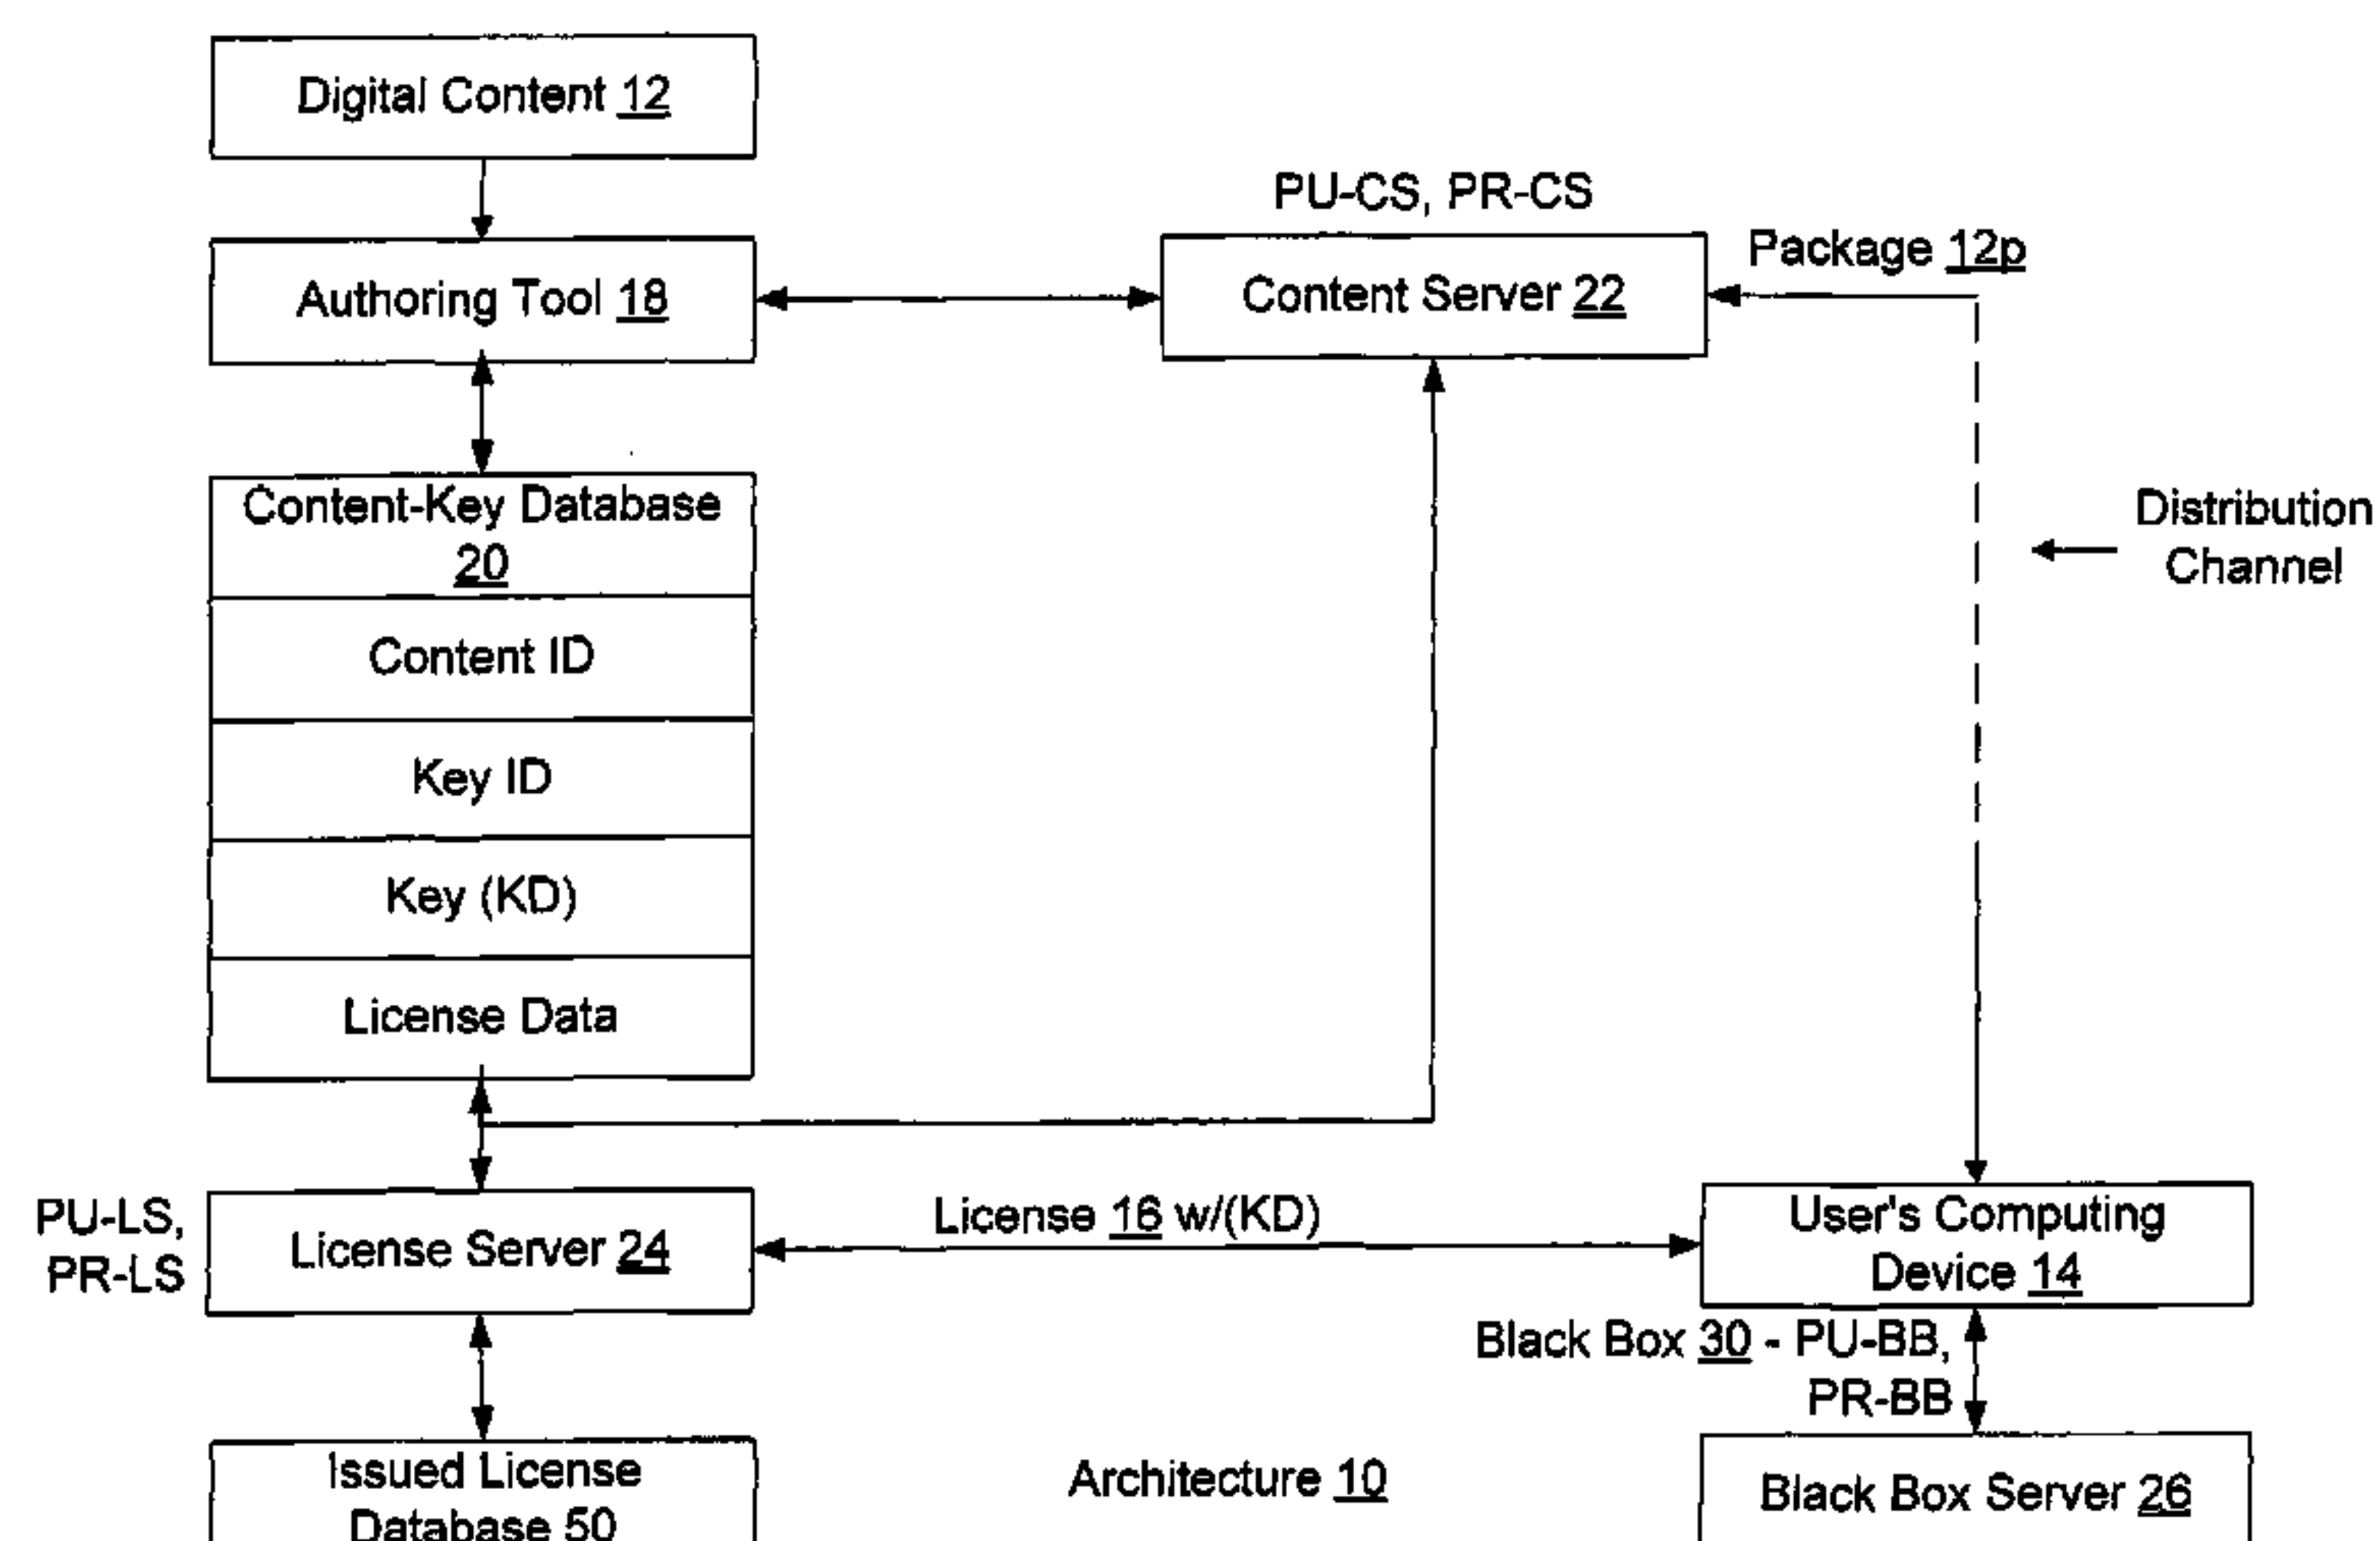 Digital Content 12
PU-CS, PR-CS
Package 12p
Authoring Tool 18
Content Server 22
Content-Key Database
20
Distribution
Channel
Content ID
Key ID
Key (KD)
License Data
PU-LS,
PR-LS
License Server 24
License 16 w/(KD)
User's Computing
Device 14
Black Box 30 - PU-BB,
PR-BB
Issued License
Database 50
Architecture 10
Black Box Server 26